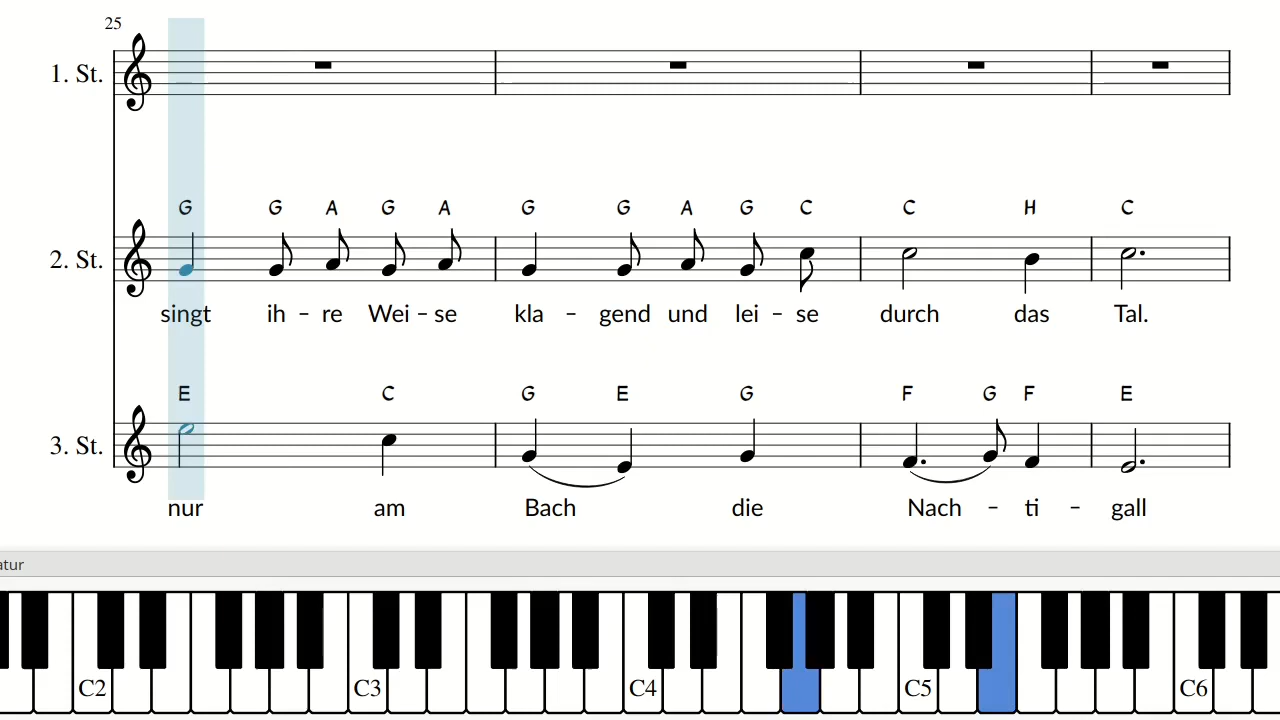 25
1. St.
G G A G A G G A G C C H C
2. St.
singt ih – re Wei – se kla – gend und lei – se durch das Tal.
E C G E G F G F E
3. St.
nur am Bach die Nach – ti – gall
atur
C2 C3 C4 C5 C6